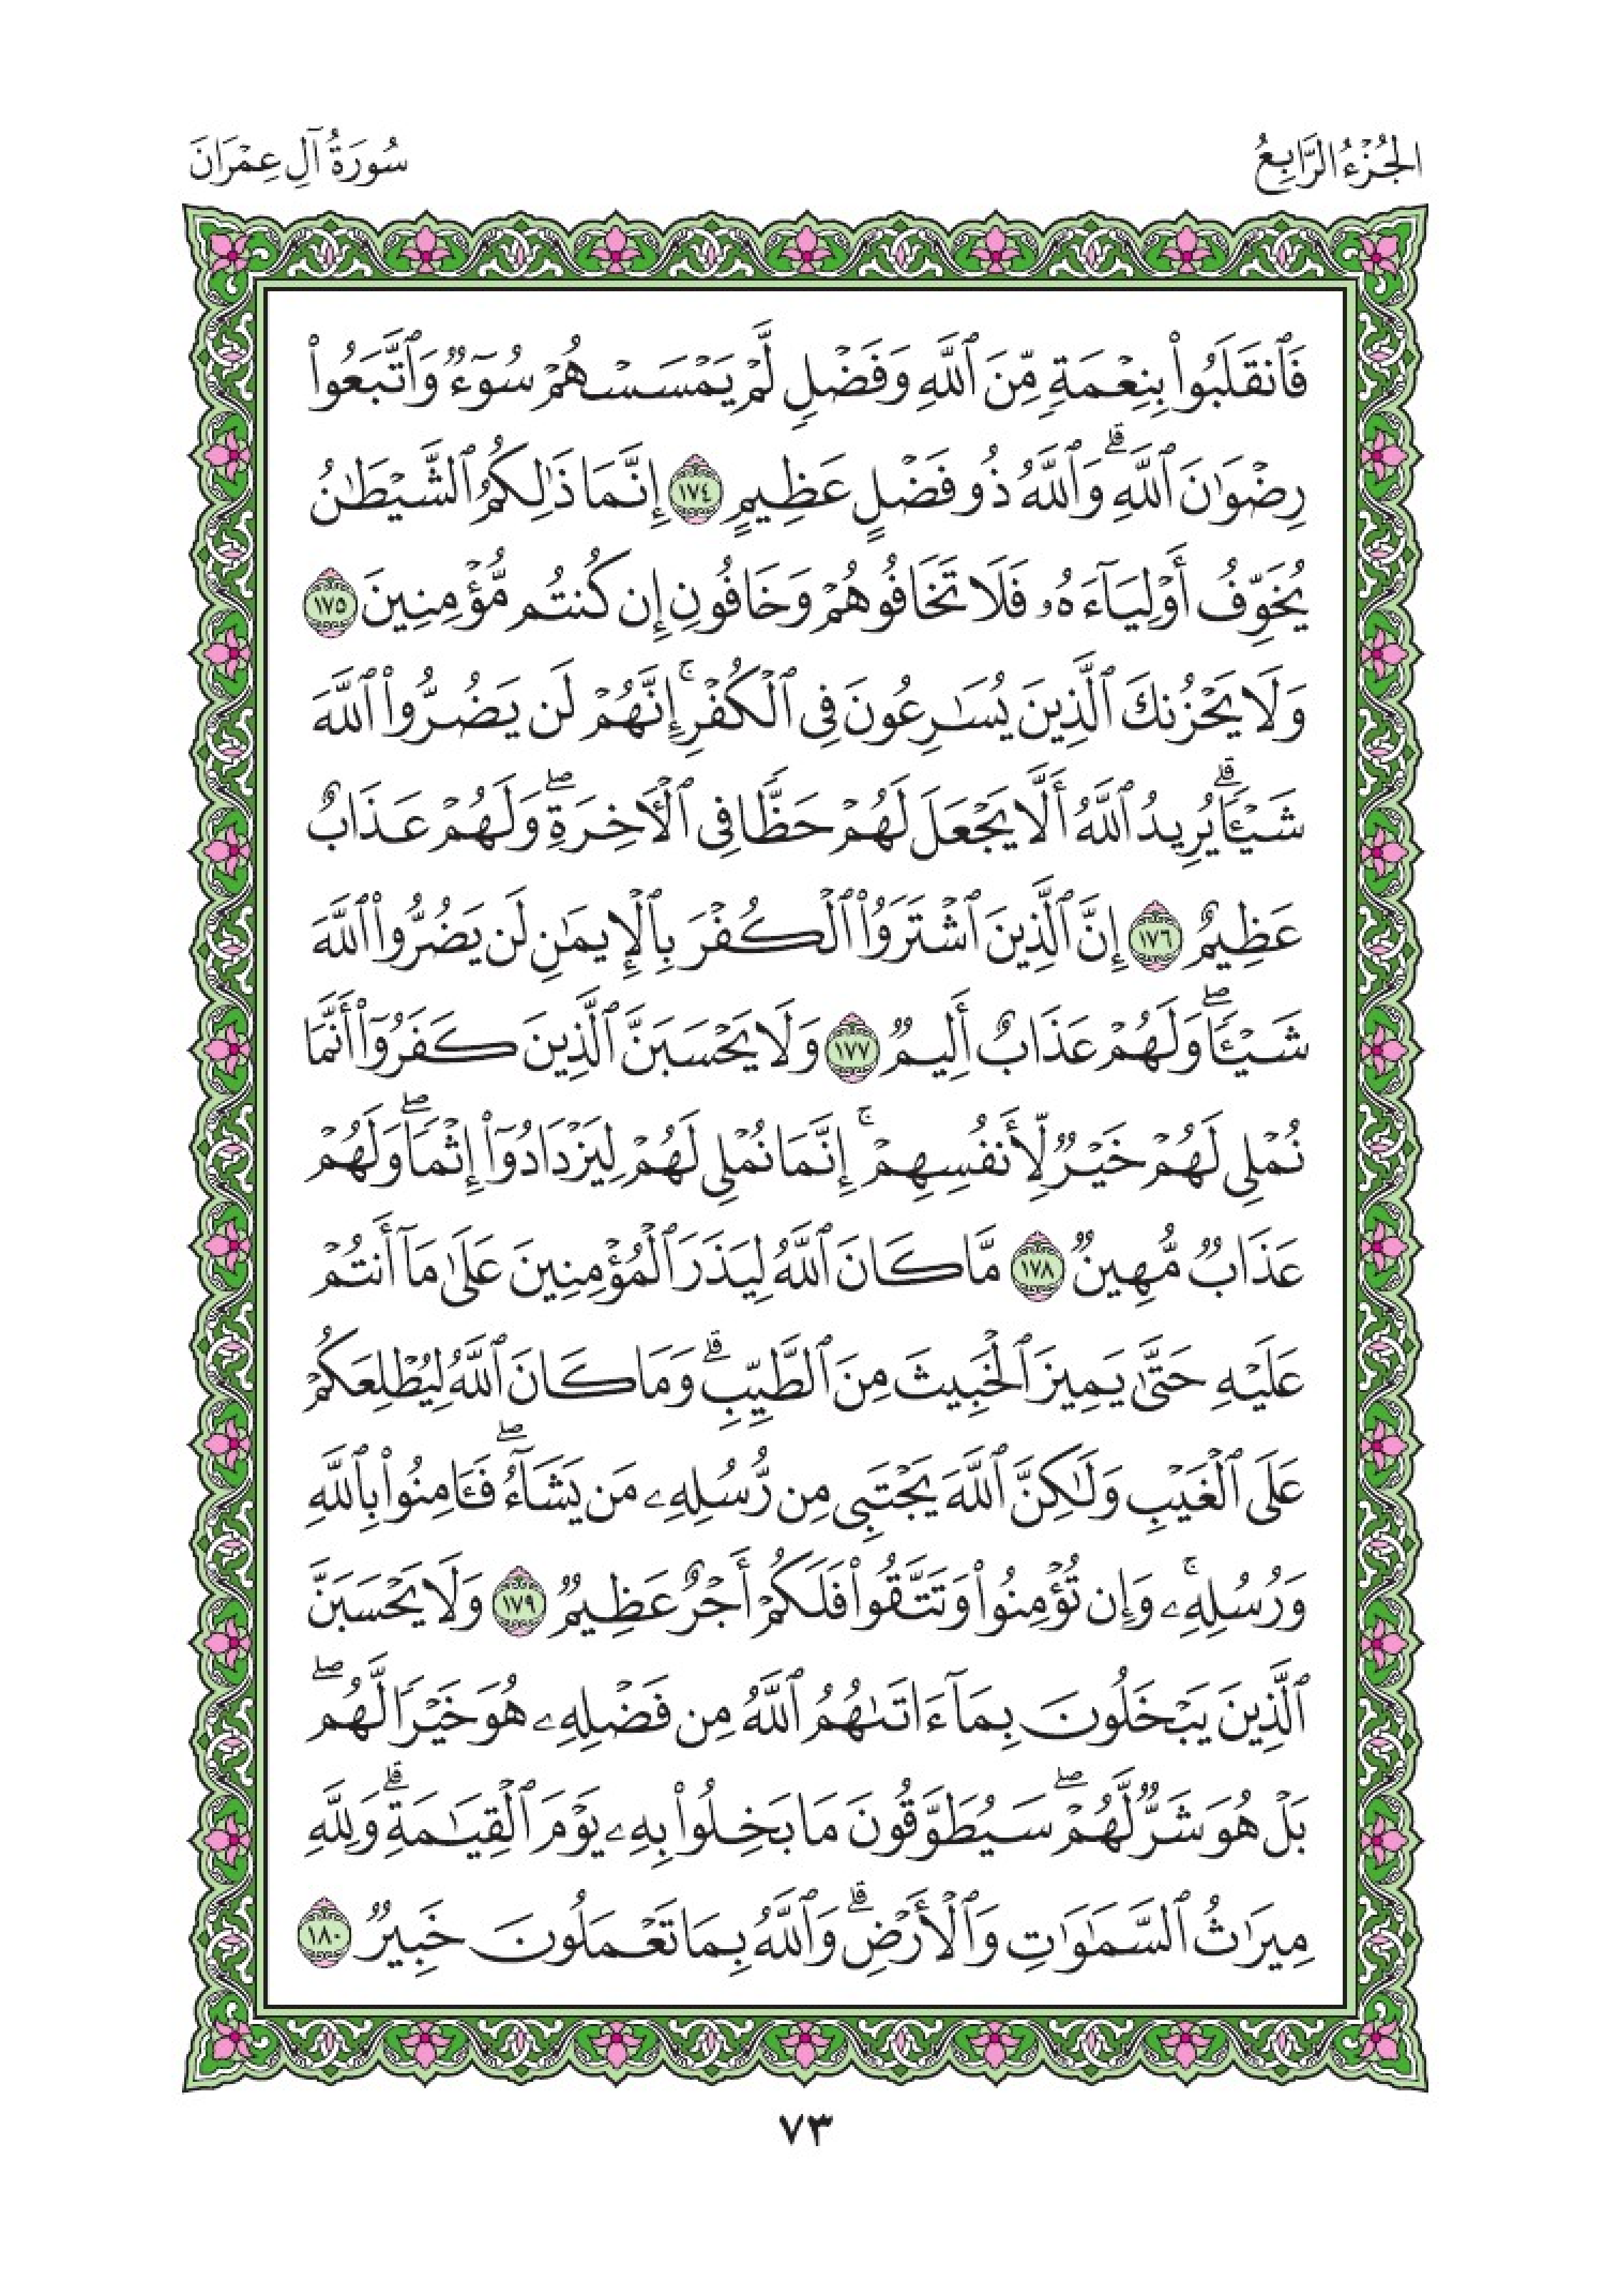 الجُزْءُ الرَّابِعُ
سُورَةُ آلِ عِمْرَانَ
فَٱنقَلَبُوا۟ بِنِعْمَةٍ مِّنَ ٱللَّهِ وَفَضْلٍ لَّمْ يَمْسَسْهُمْ سُوٓءٌ وَٱتَّبَعُوا۟
رِضْوَٰنَ ٱللَّهِ ۗ وَٱللَّهُ ذُو فَضْلٍ عَظِيمٍ ١٧٤ إِنَّمَا ذَٰلِكُمُ ٱلشَّيْطَٰنُ
يُخَوِّفُ أَوْلِيَآءَهُۥ فَلَا تَخَافُوهُمْ وَخَافُونِ إِن كُنتُم مُّؤْمِنِينَ ١٧٥
وَلَا يَحْزُنكَ ٱلَّذِينَ يُسَٰرِعُونَ فِى ٱلْكُفْرِ ۚ إِنَّهُمْ لَن يَضُرُّوا۟ ٱللَّهَ
شَيْـًٔا ۗ يُرِيدُ ٱللَّهُ أَلَّا يَجْعَلَ لَهُمْ حَظًّا فِى ٱلْـَٔاخِرَةِ ۖ وَلَهُمْ عَذَابٌ
عَظِيمٌ ١٧٦ إِنَّ ٱلَّذِينَ ٱشْتَرَوُا۟ ٱلْكُفْرَ بِٱلْإِيمَٰنِ لَن يَضُرُّوا۟ ٱللَّهَ
شَيْـًٔا ۖ وَلَهُمْ عَذَابٌ أَلِيمٌ ١٧٧ وَلَا يَحْسَبَنَّ ٱلَّذِينَ كَفَرُوٓا۟ أَنَّمَا
نُمْلِى لَهُمْ خَيْرٌ لِّأَنفُسِهِمْ ۚ إِنَّمَا نُمْلِى لَهُمْ لِيَزْدَادُوٓا۟ إِثْمًا ۖ وَلَهُمْ
عَذَابٌ مُّهِينٌ ١٧٨ مَّا كَانَ ٱللَّهُ لِيَذَرَ ٱلْمُؤْمِنِينَ عَلَىٰ مَآ أَنتُمْ
عَلَيْهِ حَتَّىٰ يَمِيزَ ٱلْخَبِيثَ مِنَ ٱلطَّيِّبِ ۗ وَمَا كَانَ ٱللَّهُ لِيُطْلِعَكُمْ
عَلَى ٱلْغَيْبِ وَلَٰكِنَّ ٱللَّهَ يَجْتَبِى مِن رُّسُلِهِۦ مَن يَشَآءُ ۖ فَـَٔامِنُوا۟ بِٱللَّهِ
وَرُسُلِهِۦ ۚ وَإِن تُؤْمِنُوا۟ وَتَتَّقُوا۟ فَلَكُمْ أَجْرٌ عَظِيمٌ ١٧٩ وَلَا يَحْسَبَنَّ
ٱلَّذِينَ يَبْخَلُونَ بِمَآ ءَاتَىٰهُمُ ٱللَّهُ مِن فَضْلِهِۦ هُوَ خَيْرًا لَّهُم ۖ
بَلْ هُوَ شَرٌّ لَّهُمْ ۖ سَيُطَوَّقُونَ مَا بَخِلُوا۟ بِهِۦ يَوْمَ ٱلْقِيَٰمَةِ ۗ وَلِلَّهِ
مِيرَٰثُ ٱلسَّمَٰوَٰتِ وَٱلْأَرْضِ ۗ وَٱللَّهُ بِمَا تَعْمَلُونَ خَبِيرٌ ١٨٠
٧٣